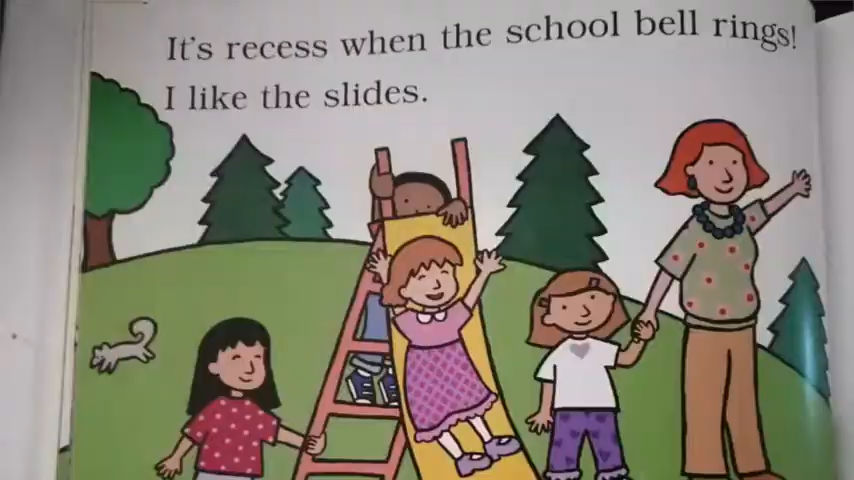 It's recess when the school bell rings!
I like the slides.